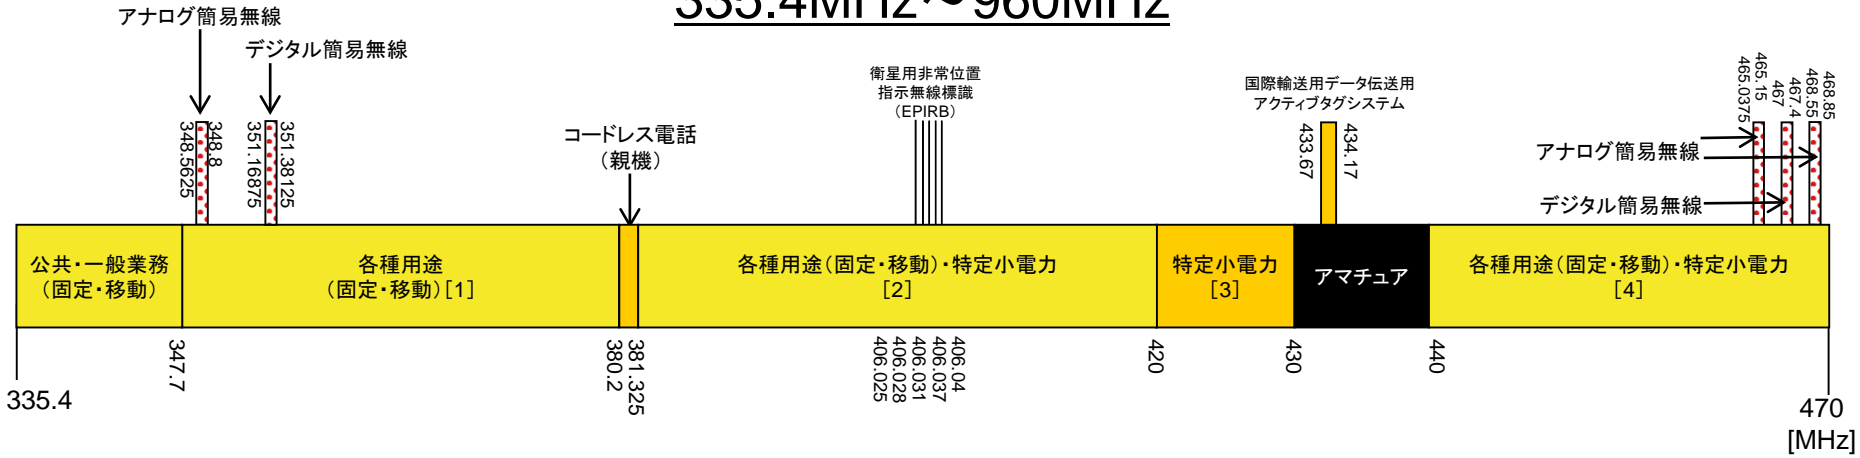 335.4MHz～960MHz
アナログ簡易無線
デジタル簡易無線
348.5625
348.8
351.16875
351.38125
コードレス電話
（親機）
衛星用非常位置
指示無線標識
（EPIRB）
国際輸送用データ伝送用
アクティブタグシステム
433.67
434.17
465.0375
465.15
467
467.4
468.55
468.85
アナログ簡易無線
デジタル簡易無線
公共・一般業務
（固定・移動）
各種用途
（固定・移動）［1］
各種用途（固定・移動）・特定小電力
［2］
特定小電力
［3］
アマチュア
各種用途（固定・移動）・特定小電力
［4］
335.4
347.7
380.2
381.325
406.025
406.028
406.031
406.037
406.04
420
430
440
470
[MHz]